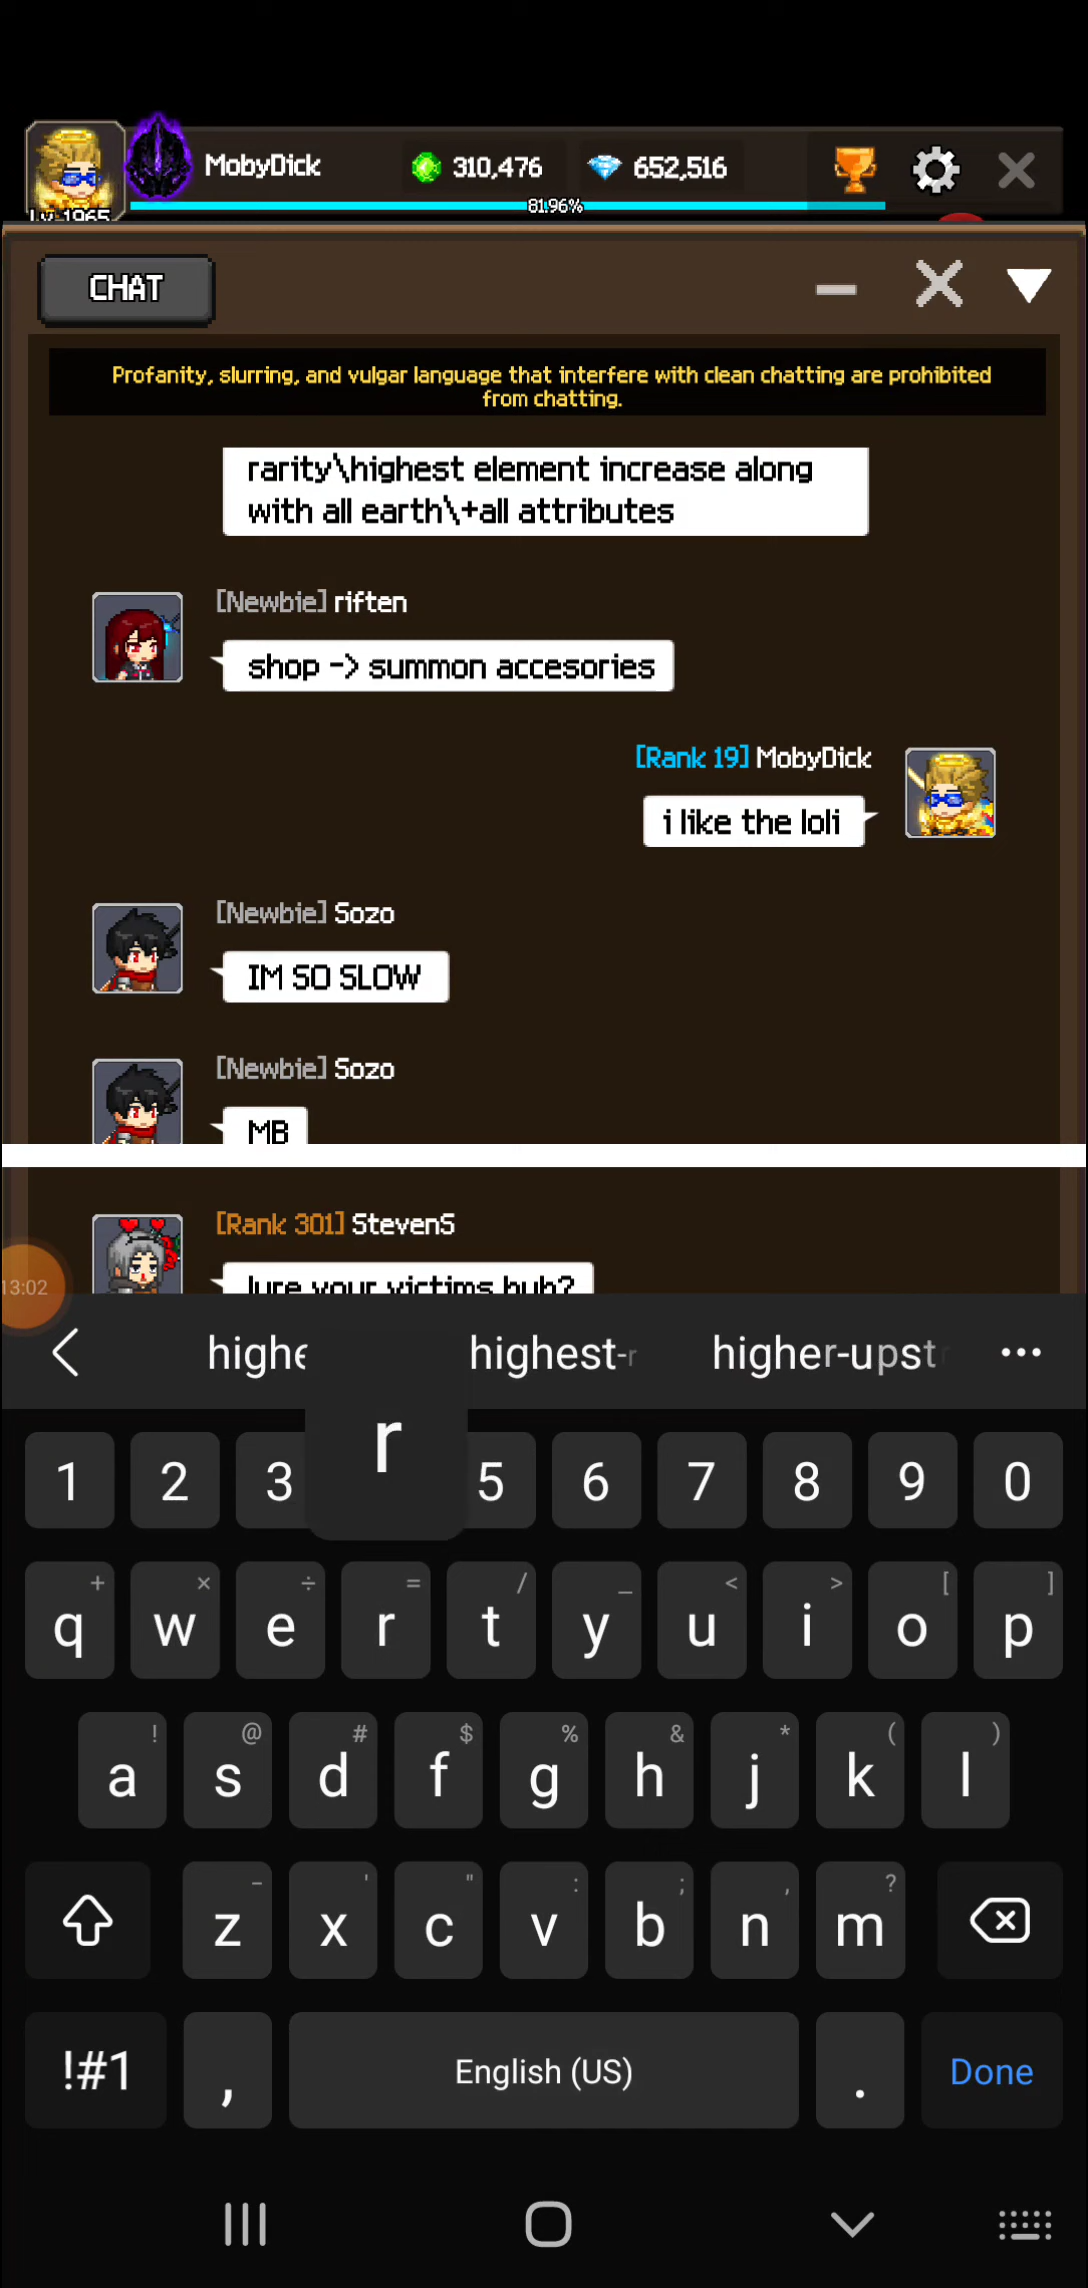 MobyDick 310,476 652,516
Lv 1965 81.96%
CHAT
Profanity, slurring, and vulgar language that interfere with clean chatting are prohibited
from chatting.
rarity\highest element increase along
with all earth\+all attributes
[Newbie] riften
shop -> summon accesories
[Rank 19] MobyDick
i like the loli
[Newbie] Sozo
IM SO SLOW
[Newbie] Sozo
MB
[Rank 301] StevenS
lure your victims huh?
13:02
highe highest-r higher-upstr
r
1 2 3 5 6 7 8 9 0
+ × ÷ = / _ < > [ ]
q w e r t y u i o p
! @ # $ % & * ( )
a s d f g h j k l
- ' " : ; , ?
z x c v b n m
!#1 , English (US) . Done